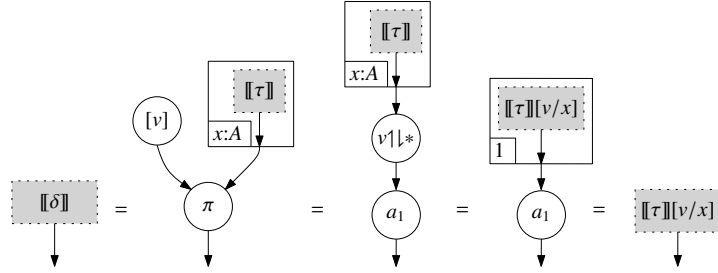 ⟦τ⟧
⟦τ⟧
x:A
[v]
x:A
⟦τ⟧[v/x]
v↿⇂∗
1
⟦δ⟧ = π = a₁ = a₁ = ⟦τ⟧[v/x]